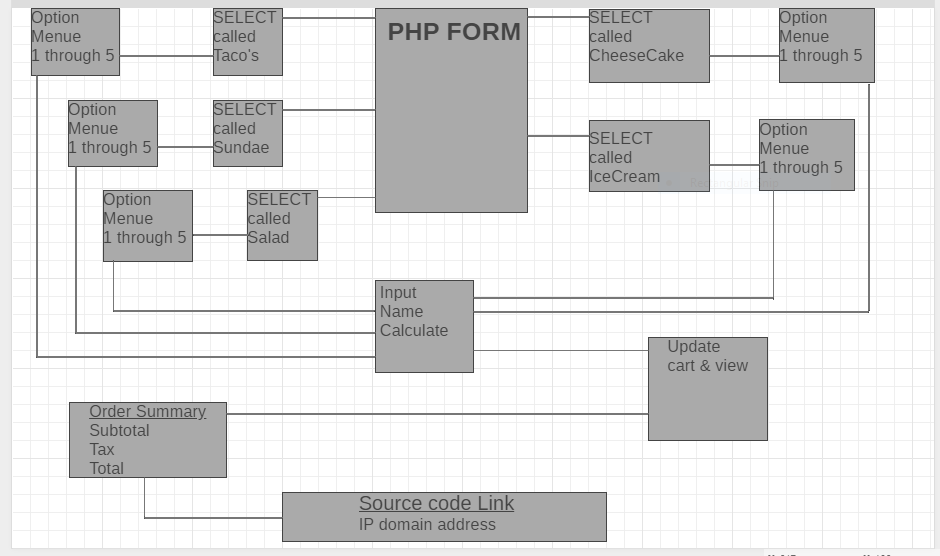 Option
Menue
1 through 5
SELECT
called
Taco's
PHP FORM
SELECT
called
CheeseCake
Option
Menue
1 through 5
Option
Menue
1 through 5
SELECT
called
Sundae
SELECT
called
IceCream
Option
Menue
1 through 5
Option
Menue
1 through 5
SELECT
called
Salad
Input
Name
Calculate
Update
cart & view
Order Summary
Subtotal
Tax
Total
Source code Link
IP domain address